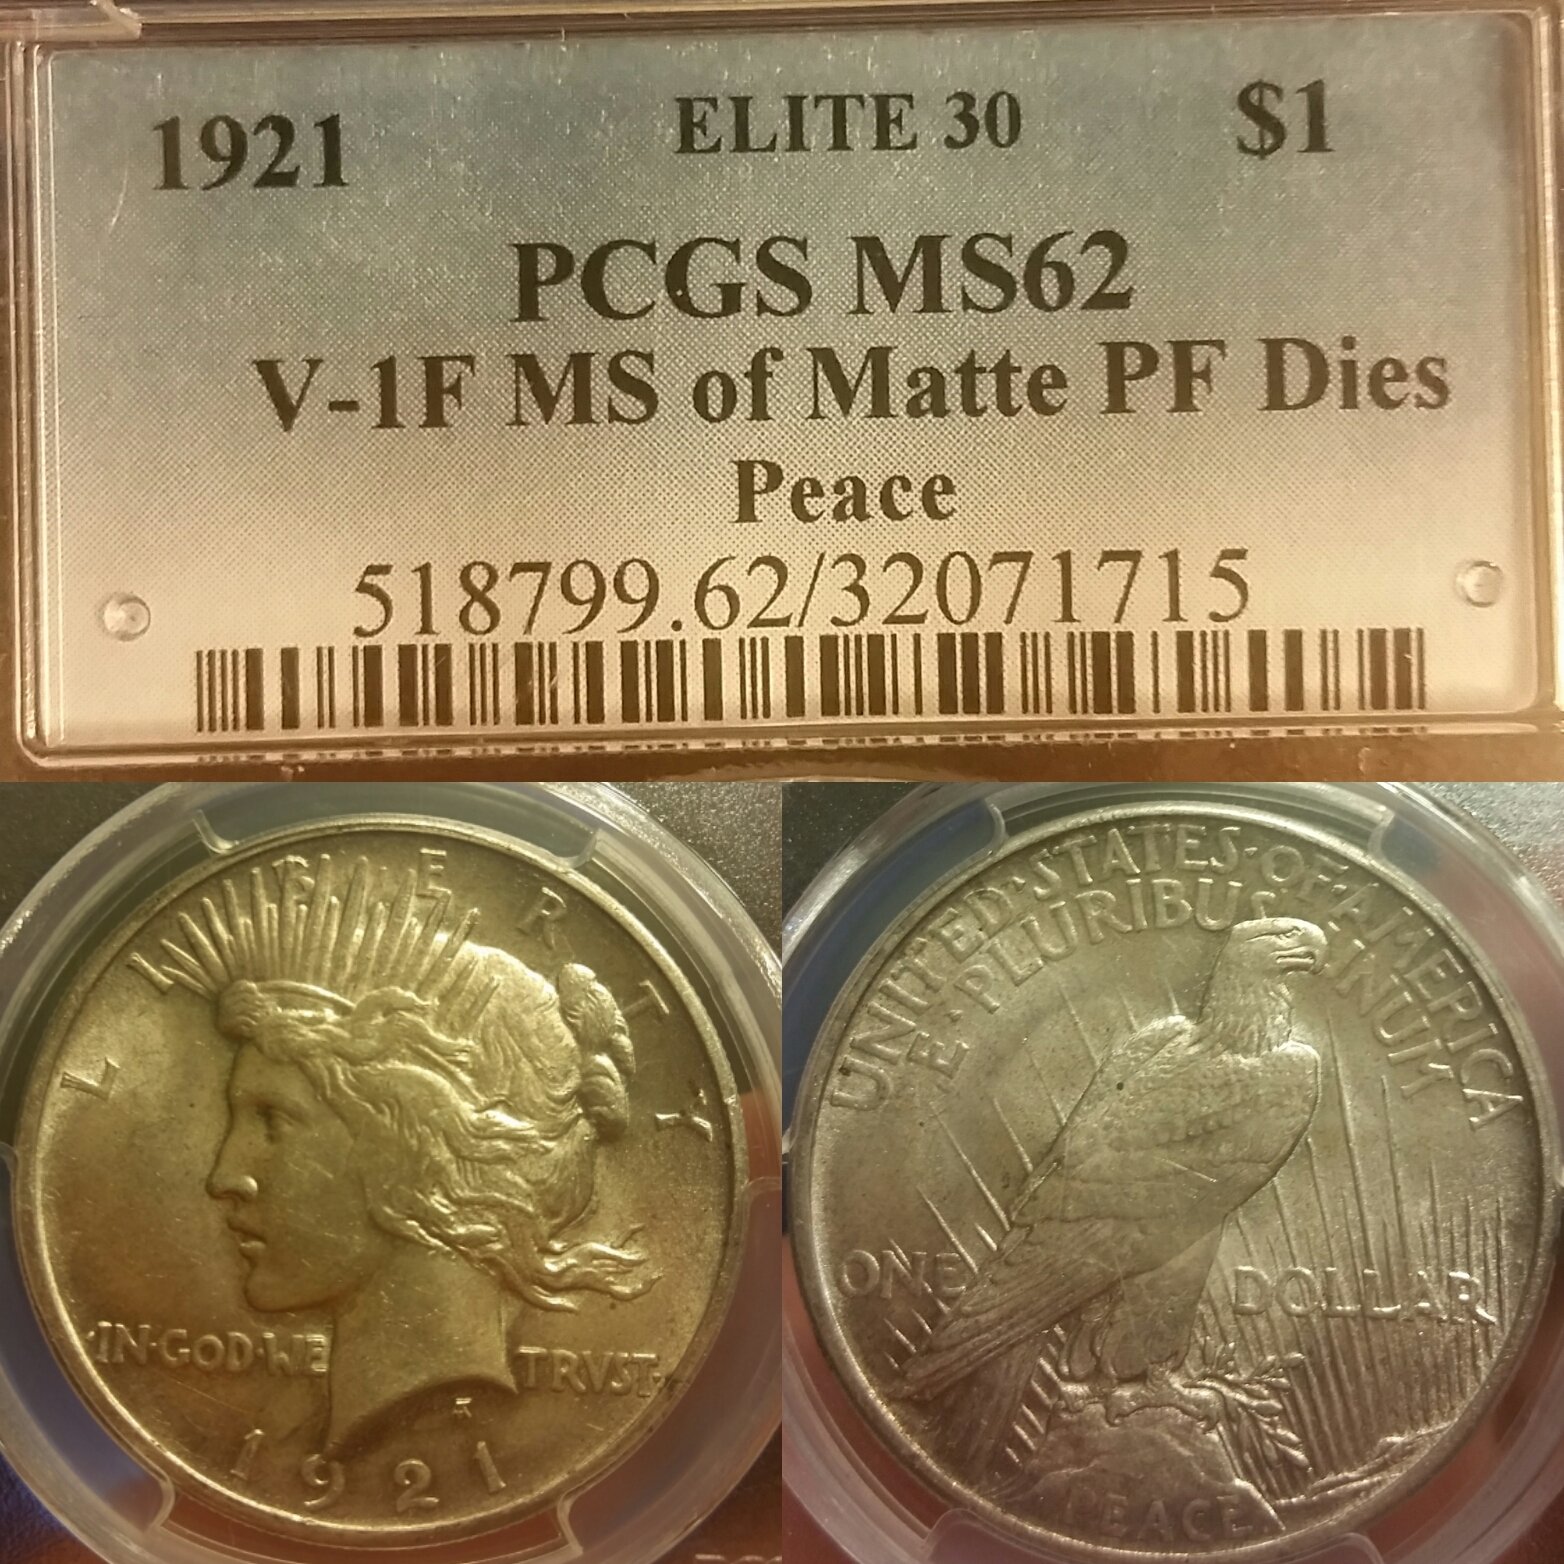 1921 ELITE 30 $1
PCGS MS62
V-1F MS of Matte PF Dies
Peace
518799.62/32071715
LIBERTY
IN·GOD·WE TRVST·
1921
UNITED·STATES·OF·AMERICA
E·PLURIBUS UNUM
ONE DOLLAR
PEACE